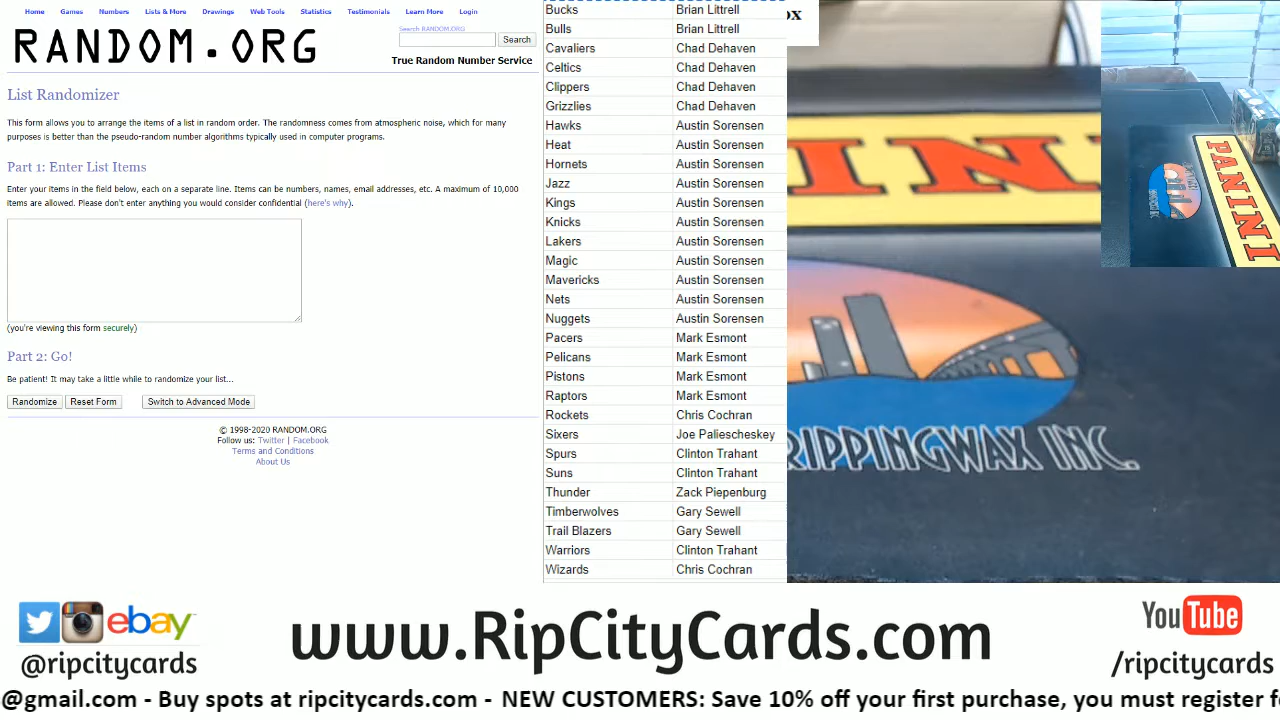 Home Games Numbers Lists & More Drawings Web Tools Statistics Testimonials Learn More Login
RANDOM.ORG
Search RANDOM.ORG
Search
True Random Number Service
List Randomizer
This form allows you to arrange the items of a list in random order. The randomness comes from atmospheric noise, which for many
purposes is better than the pseudo-random number algorithms typically used in computer programs.
Part 1: Enter List Items
Enter your items in the field below, each on a separate line. Items can be numbers, names, email addresses, etc. A maximum of 10,000
items are allowed. Please don't enter anything you would consider confidential (here's why).
(you're viewing this form securely)
Part 2: Go!
Be patient! It may take a little while to randomize your list...
Randomize Reset Form Switch to Advanced Mode
© 1998-2020 RANDOM.ORG
Follow us: Twitter | Facebook
Terms and Conditions
About Us
Bucks Brian Littrell
Bulls Brian Littrell
Cavaliers Chad Dehaven
Celtics Chad Dehaven
Clippers Chad Dehaven
Grizzlies Chad Dehaven
Hawks Austin Sorensen
Heat Austin Sorensen
Hornets Austin Sorensen
Jazz Austin Sorensen
Kings Austin Sorensen
Knicks Austin Sorensen
Lakers Austin Sorensen
Magic Austin Sorensen
Mavericks Austin Sorensen
Nets Austin Sorensen
Nuggets Austin Sorensen
Pacers Mark Esmont
Pelicans Mark Esmont
Pistons Mark Esmont
Raptors Mark Esmont
Rockets Chris Cochran
Sixers Joe Paliescheskey
Spurs Clinton Trahant
Suns Clinton Trahant
Thunder Zack Piepenburg
Timberwolves Gary Sewell
Trail Blazers Gary Sewell
Warriors Clinton Trahant
Wizards Chris Cochran
ox
INI
RIPPINGWAX INC.
PANINI
ebay
@ripcitycards
www.RipCityCards.com
YouTube
/ripcitycards
@gmail.com - Buy spots at ripcitycards.com - NEW CUSTOMERS: Save 10% off your first purchase, you must register fo